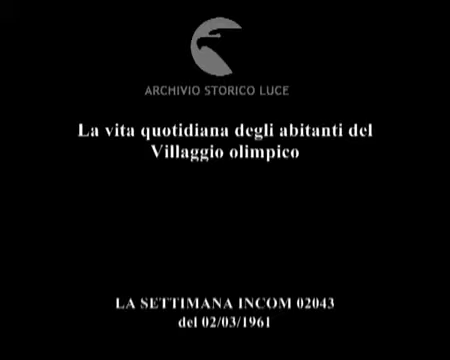 ARCHIVIO STORICO LUCE
La vita quotidiana degli abitanti del
Villaggio olimpico
LA SETTIMANA INCOM 02043
del 02/03/1961